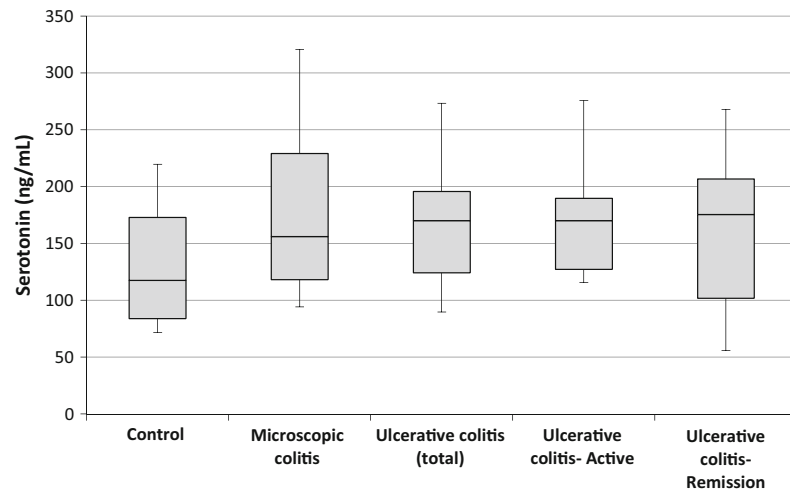 350
300
250
200
150
100
50
0
Serotonin (ng/mL)
Control
Microscopic
colitis
Ulcerative colitis
(total)
Ulcerative
colitis- Active
Ulcerative
colitis-
Remission